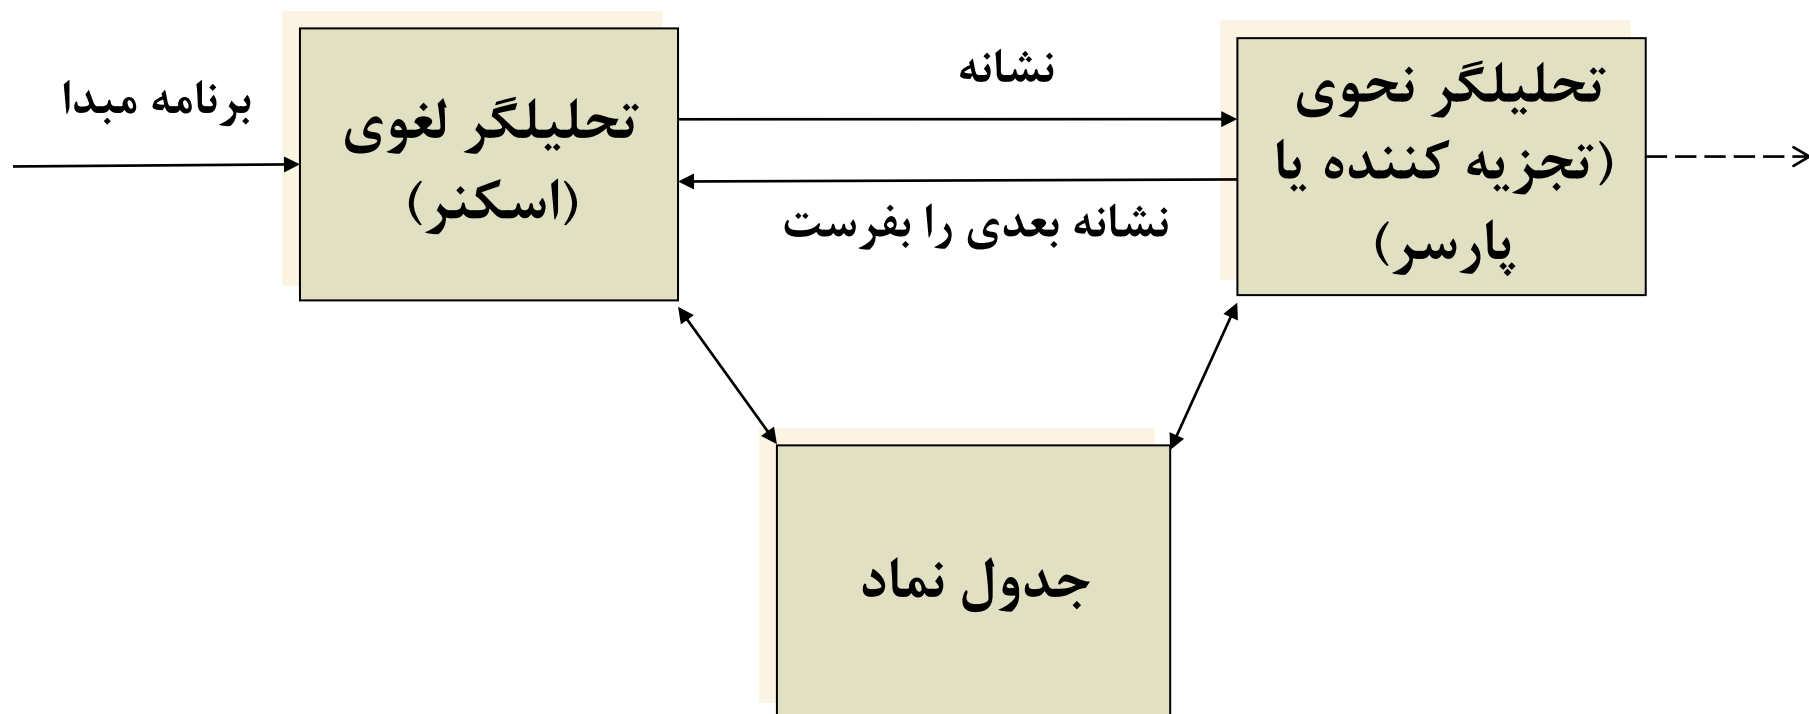 برنامه مبدا
تحلیلگر لغوی
(اسکنر)
نشانه
نشانه بعدی را بفرست
تحلیلگر نحوی
(تجزیه کننده یا
پارسر)
جدول نماد